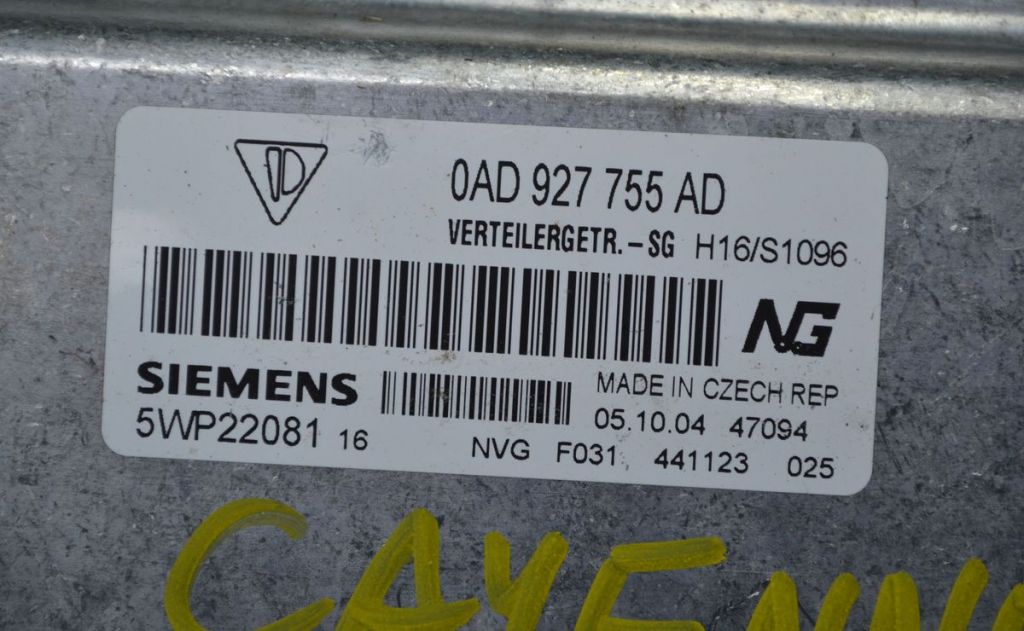 0AD 927 755 AD
VERTEILERGETR.-SG H16/S1096
NG
SIEMENS
MADE IN CZECH REP
5WP22081 16
05.10.04 47094
NVG F031 441123 025
CAYENN